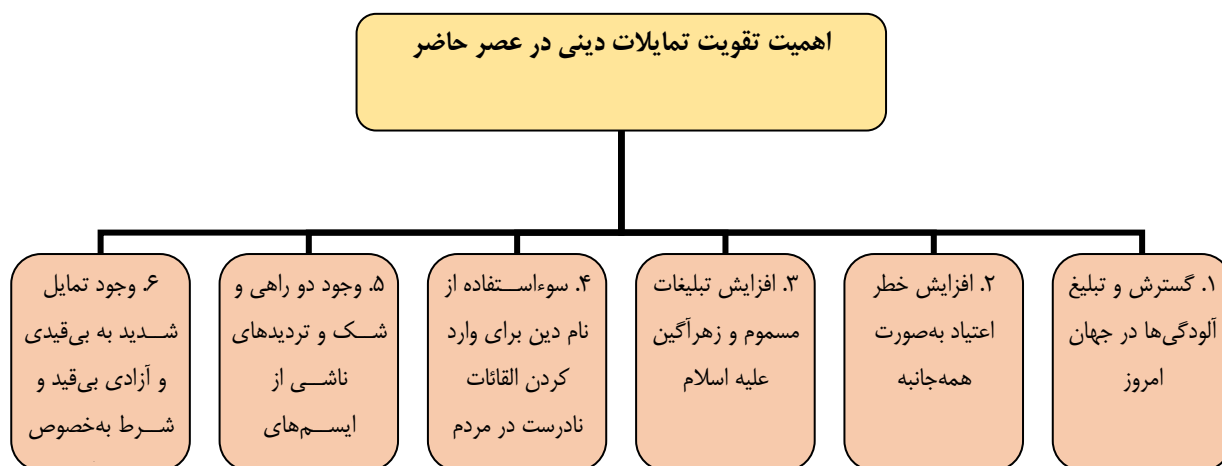 اهمیت تقویت تمایلات دینی در عصر حاضر
۱. گسترش و تبلیغ
آلودگی‌ها در جهان
امروز
۲. افزایش خطر
اعتیاد به‌صورت
همه‌جانبه
۳. افزایش تبلیغات
مسموم و زهرآگین
علیه اسلام
۴. سوءاستفاده از
نام دین برای وارد
کردن القائات
نادرست در مردم
۵. وجود دو راهی و
شک و تردیدهای
ناشی از
ایسم‌های
۶. وجود تمایل
شدید به بی‌قیدی
و آزادی بی‌قید و
شرط به‌خصوص